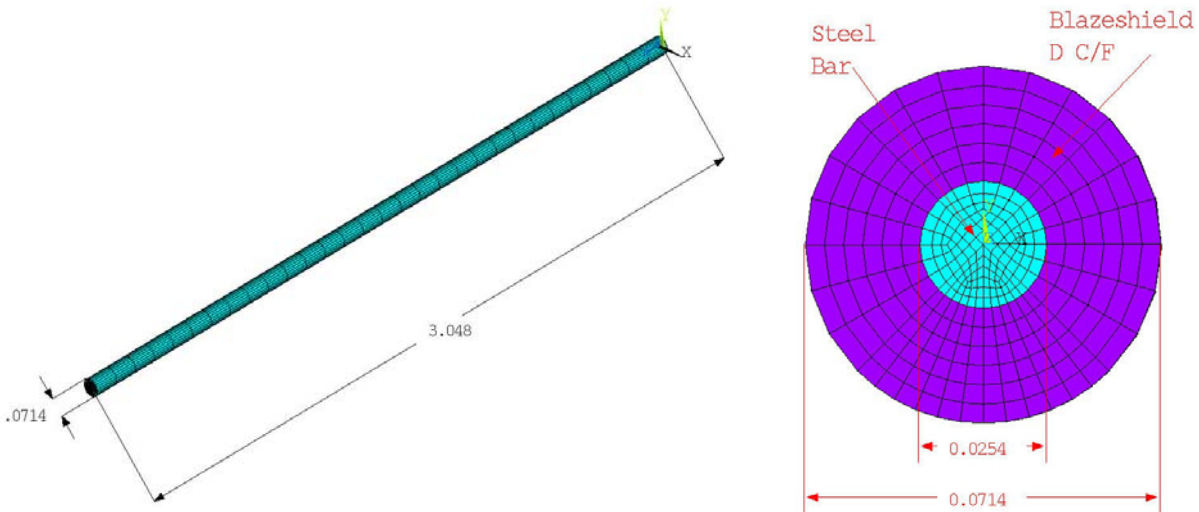 Y
X
3.048
.0714
Steel
Bar
Blazeshield
D C/F
Y
X
0.0254
0.0714